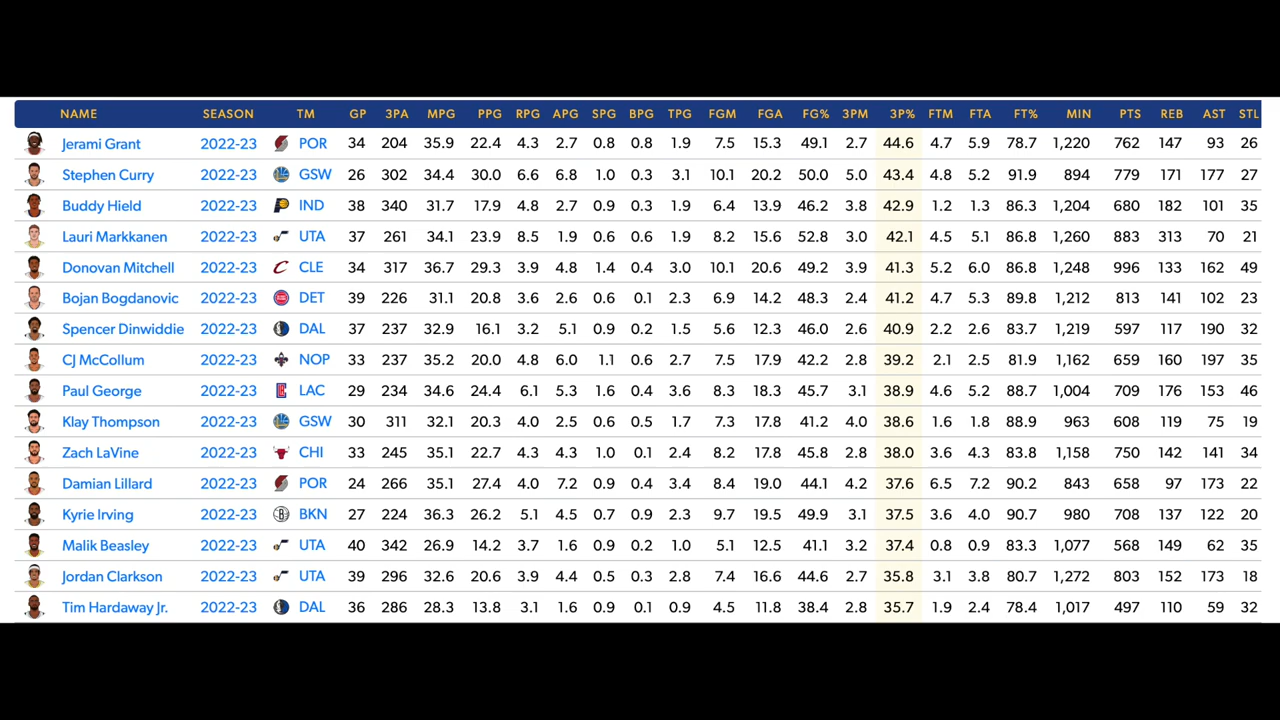 NAME SEASON TM GP 3PA MPG PPG RPG APG SPG BPG TPG FGM FGA FG% 3PM 3P% FTM FTA FT% MIN PTS REB AST STL
Jerami Grant 2022-23 POR 34 204 35.9 22.4 4.3 2.7 0.8 0.8 1.9 7.5 15.3 49.1 2.7 44.6 4.7 5.9 78.7 1,220 762 147 93 26
Stephen Curry 2022-23 GSW 26 302 34.4 30.0 6.6 6.8 1.0 0.3 3.1 10.1 20.2 50.0 5.0 43.4 4.8 5.2 91.9 894 779 171 177 27
Buddy Hield 2022-23 IND 38 340 31.7 17.9 4.8 2.7 0.9 0.3 1.9 6.4 13.9 46.2 3.8 42.9 1.2 1.3 86.3 1,204 680 182 101 35
Lauri Markkanen 2022-23 UTA 37 261 34.1 23.9 8.5 1.9 0.6 0.6 1.9 8.2 15.6 52.8 3.0 42.1 4.5 5.1 86.8 1,260 883 313 70 21
Donovan Mitchell 2022-23 CLE 34 317 36.7 29.3 3.9 4.8 1.4 0.4 3.0 10.1 20.6 49.2 3.9 41.3 5.2 6.0 86.8 1,248 996 133 162 49
Bojan Bogdanovic 2022-23 DET 39 226 31.1 20.8 3.6 2.6 0.6 0.1 2.3 6.9 14.2 48.3 2.4 41.2 4.7 5.3 89.8 1,212 813 141 102 23
Spencer Dinwiddie 2022-23 DAL 37 237 32.9 16.1 3.2 5.1 0.9 0.2 1.5 5.6 12.3 46.0 2.6 40.9 2.2 2.6 83.7 1,219 597 117 190 32
CJ McCollum 2022-23 NOP 33 237 35.2 20.0 4.8 6.0 1.1 0.6 2.7 7.5 17.9 42.2 2.8 39.2 2.1 2.5 81.9 1,162 659 160 197 35
Paul George 2022-23 LAC 29 234 34.6 24.4 6.1 5.3 1.6 0.4 3.6 8.3 18.3 45.7 3.1 38.9 4.6 5.2 88.7 1,004 709 176 153 46
Klay Thompson 2022-23 GSW 30 311 32.1 20.3 4.0 2.5 0.6 0.5 1.7 7.3 17.8 41.2 4.0 38.6 1.6 1.8 88.9 963 608 119 75 19
Zach LaVine 2022-23 CHI 33 245 35.1 22.7 4.3 4.3 1.0 0.1 2.4 8.2 17.8 45.8 2.8 38.0 3.6 4.3 83.8 1,158 750 142 141 34
Damian Lillard 2022-23 POR 24 266 35.1 27.4 4.0 7.2 0.9 0.4 3.4 8.4 19.0 44.1 4.2 37.6 6.5 7.2 90.2 843 658 97 173 22
Kyrie Irving 2022-23 BKN 27 224 36.3 26.2 5.1 4.5 0.7 0.9 2.3 9.7 19.5 49.9 3.1 37.5 3.6 4.0 90.7 980 708 137 122 20
Malik Beasley 2022-23 UTA 40 342 26.9 14.2 3.7 1.6 0.9 0.2 1.0 5.1 12.5 41.1 3.2 37.4 0.8 0.9 83.3 1,077 568 149 62 35
Jordan Clarkson 2022-23 UTA 39 296 32.6 20.6 3.9 4.4 0.5 0.3 2.8 7.4 16.6 44.6 2.7 35.8 3.1 3.8 80.7 1,272 803 152 173 18
Tim Hardaway Jr. 2022-23 DAL 36 286 28.3 13.8 3.1 1.6 0.9 0.1 0.9 4.5 11.8 38.4 2.8 35.7 1.9 2.4 78.4 1,017 497 110 59 32